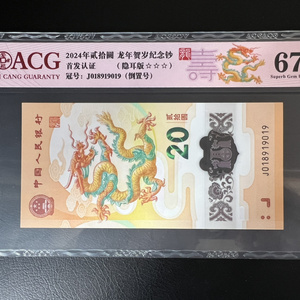 ACG
CANG GUARANTY
2024年贰拾圆 龙年贺岁纪念钞
首发认证 (隐耳版☆☆☆)
冠号: J018919019 (倒置号)
67
Superb Gem
中国人民银行
20
贰拾圆
J018919019